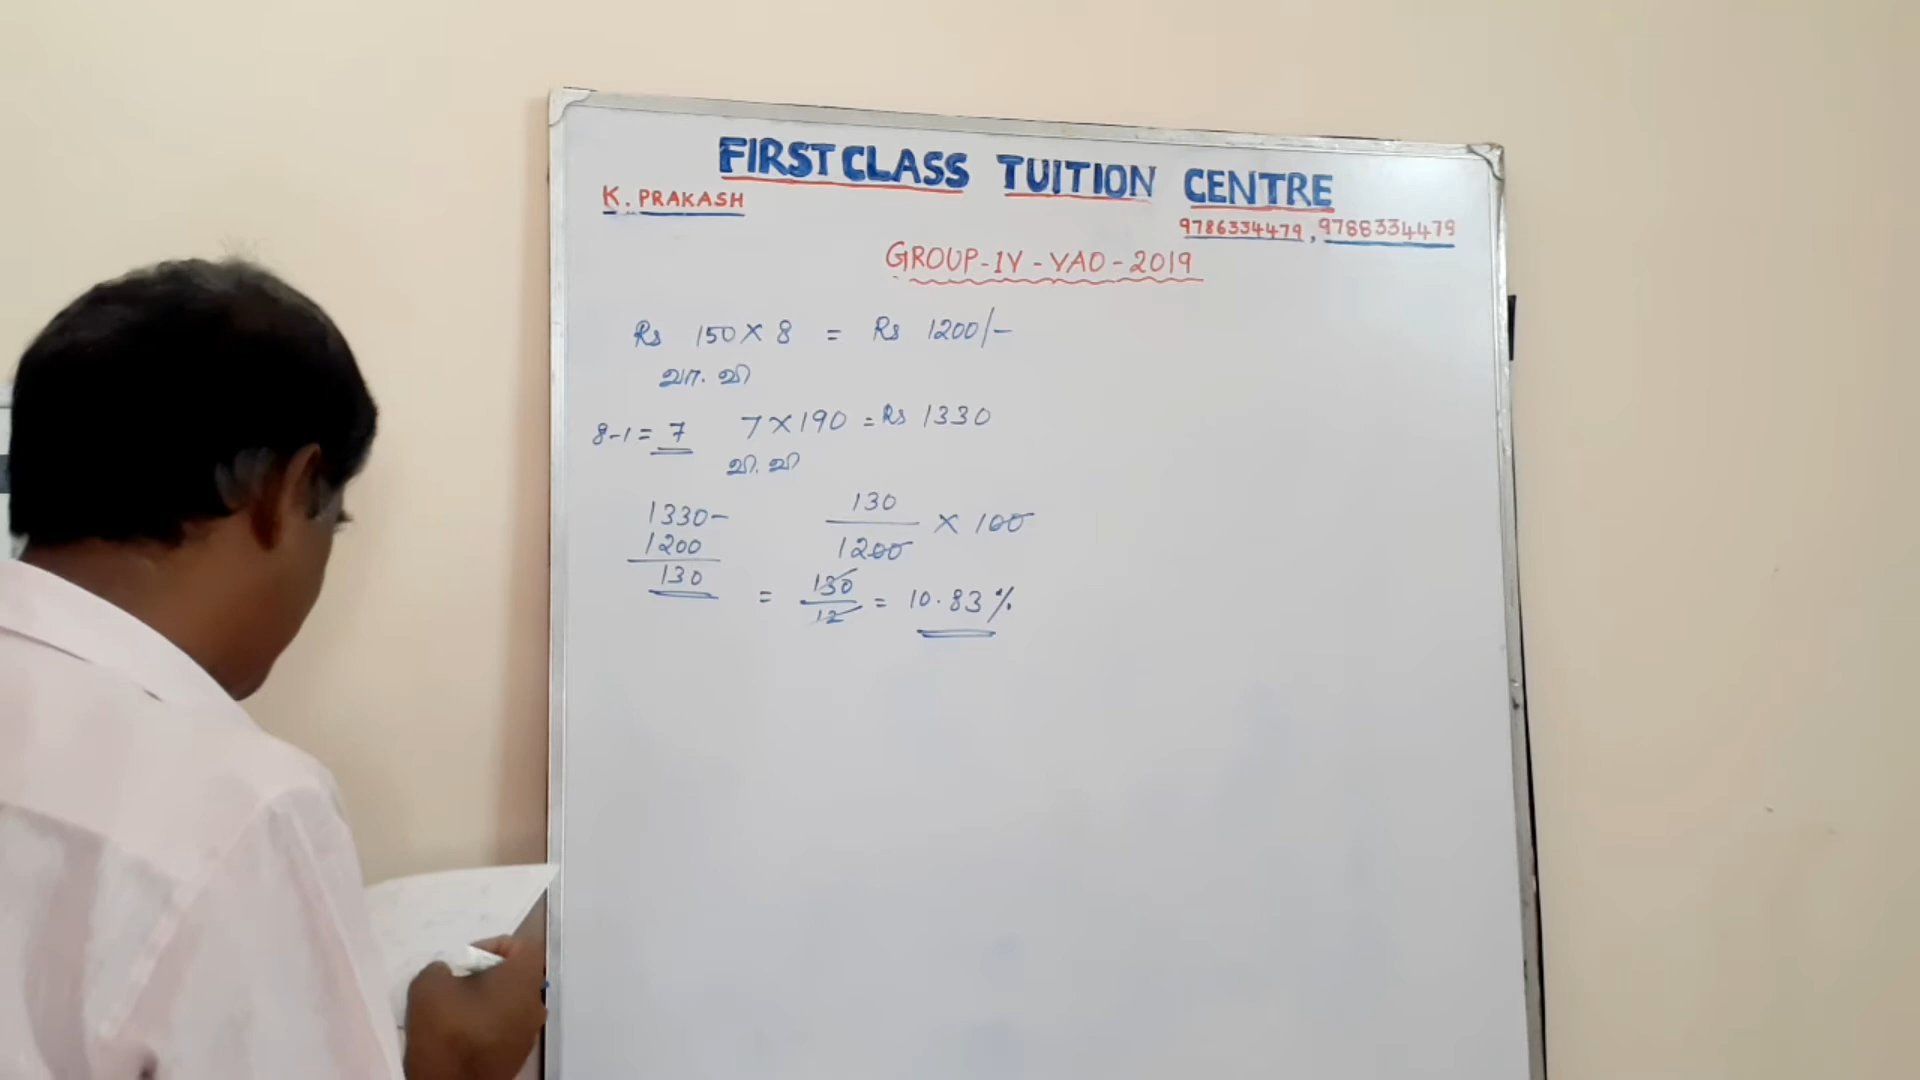 FIRST CLASS TUITION CENTRE
K. PRAKASH
9786334479, 9788334479
GROUP-IV - VAO - 2019
Rs 150 × 8 = Rs 1200/-
வா. வி
8-1 = 7 7 × 190 = Rs 1330
வி. வி
1330-
1200
130
130
1200 × 100
= 130
12 = 10.83%